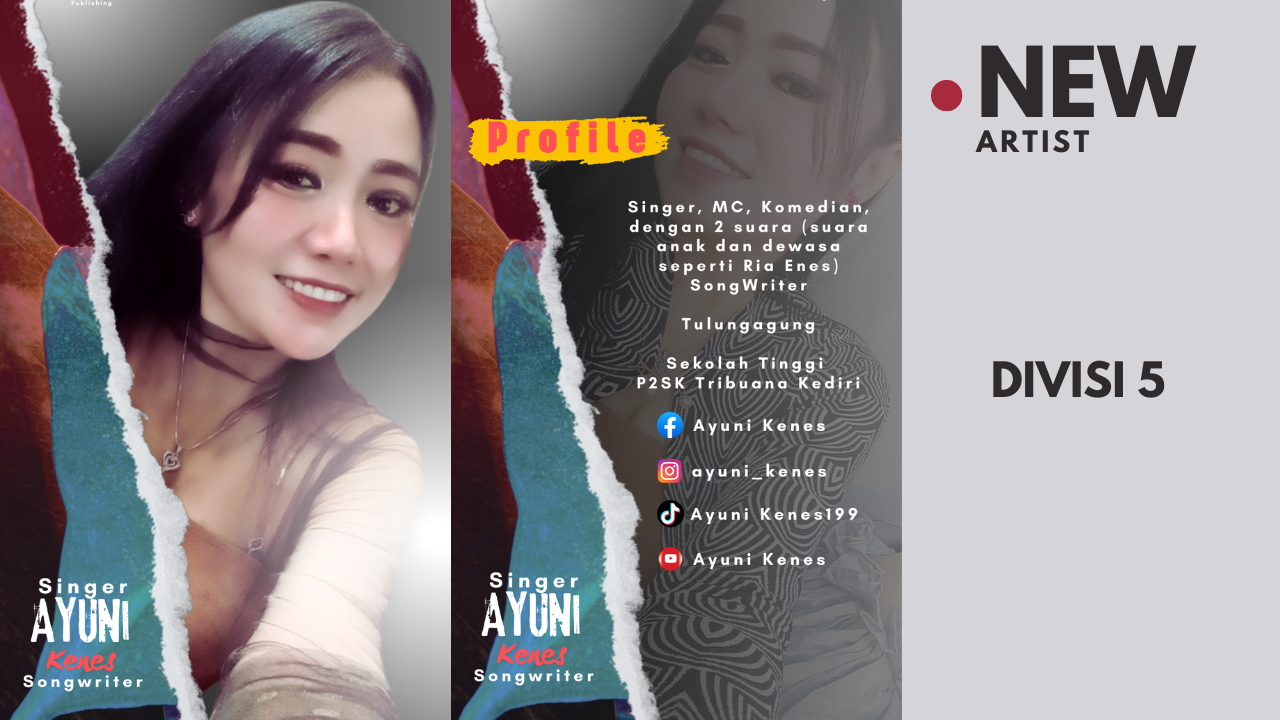 Publishing
Singer
AYUNI
Kenes
Songwriter
Profile
Singer, MC, Komedian,
dengan 2 suara (suara
anak dan dewasa
seperti Ria Enes)
SongWriter
Tulungagung
Sekolah Tinggi
P2SK Tribuana Kediri
Ayuni Kenes
ayuni_kenes
Ayuni Kenes199
Ayuni Kenes
Singer
AYUNI
Kenes
Songwriter
NEW
ARTIST
DIVISI 5